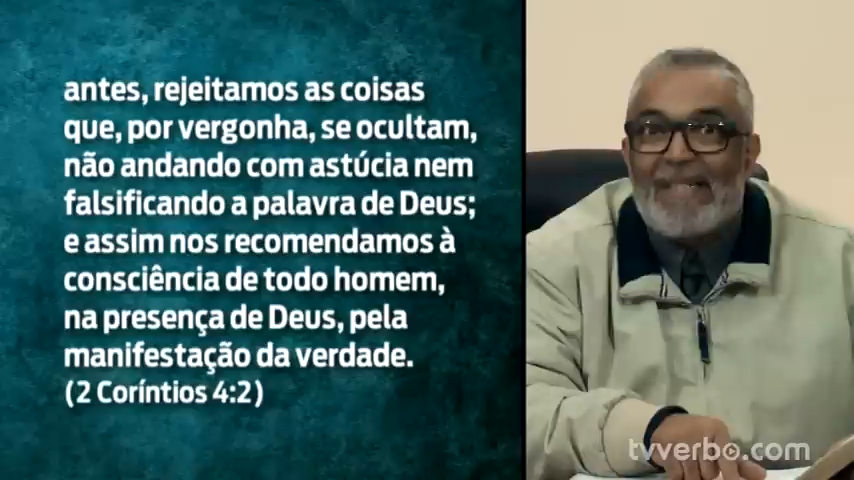 antes, rejeitamos as coisas
que, por vergonha, se ocultam,
não andando com astúcia nem
falsificando a palavra de Deus;
e assim nos recomendamos à
consciência de todo homem,
na presença de Deus, pela
manifestação da verdade.
(2 Coríntios 4:2)
tvverbo.com